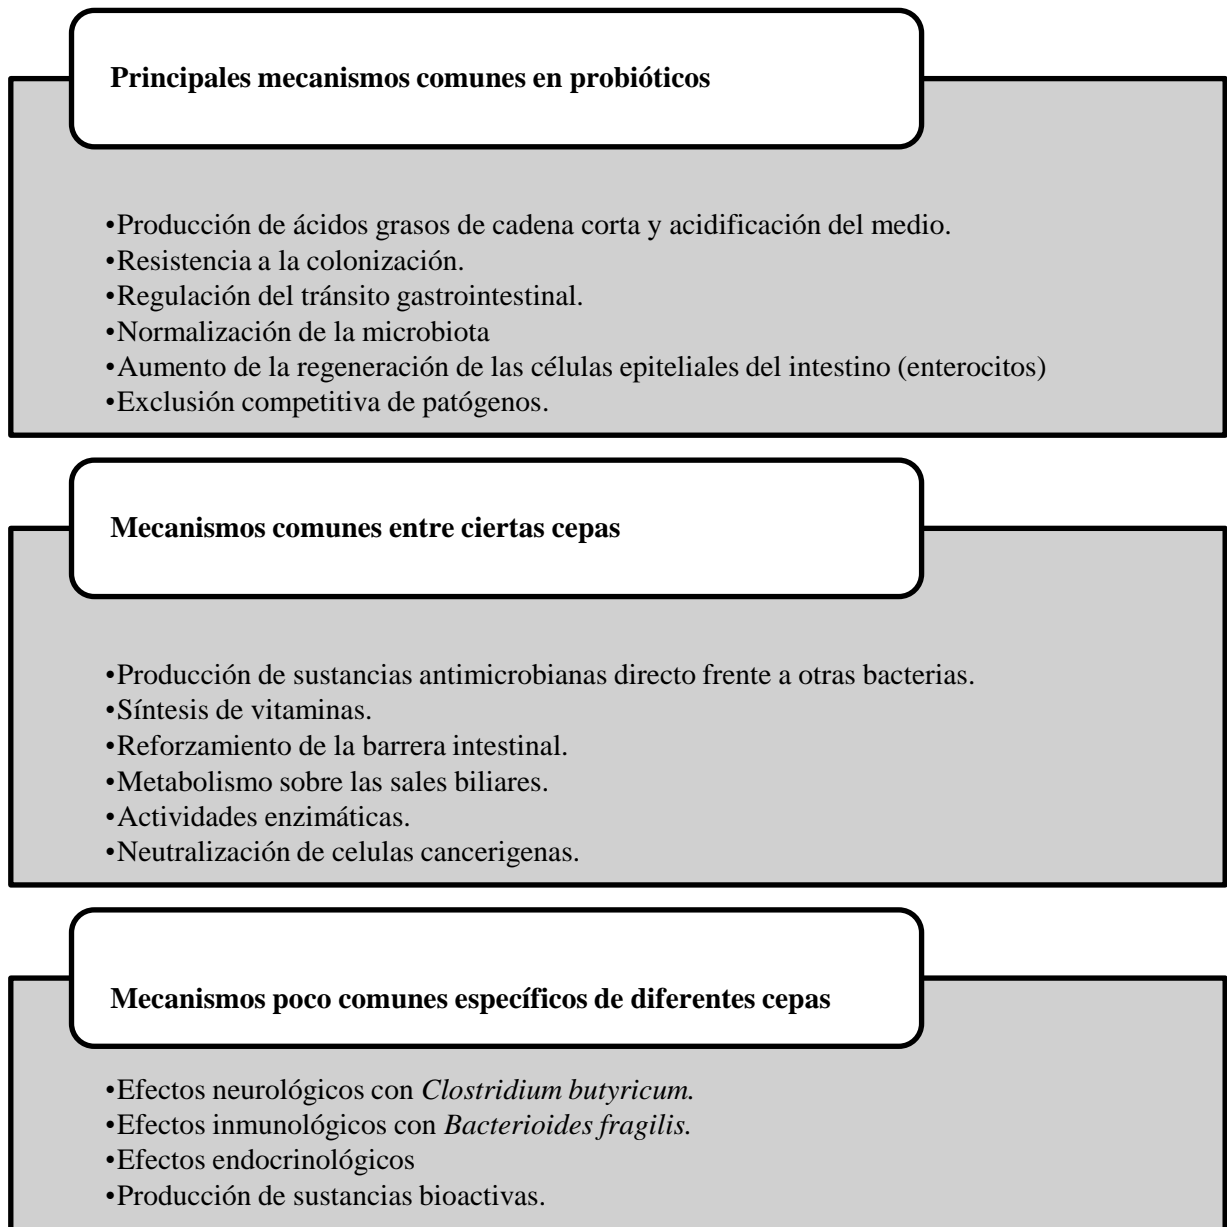 Principales mecanismos comunes en probióticos
•Producción de ácidos grasos de cadena corta y acidificación del medio.
•Resistencia a la colonización.
•Regulación del tránsito gastrointestinal.
•Normalización de la microbiota
•Aumento de la regeneración de las células epiteliales del intestino (enterocitos)
•Exclusión competitiva de patógenos.
Mecanismos comunes entre ciertas cepas
•Producción de sustancias antimicrobianas directo frente a otras bacterias.
•Síntesis de vitaminas.
•Reforzamiento de la barrera intestinal.
•Metabolismo sobre las sales biliares.
•Actividades enzimáticas.
•Neutralización de celulas cancerigenas.
Mecanismos poco comunes específicos de diferentes cepas
•Efectos neurológicos con Clostridium butyricum.
•Efectos inmunológicos con Bacterioides fragilis.
•Efectos endocrinológicos
•Producción de sustancias bioactivas.